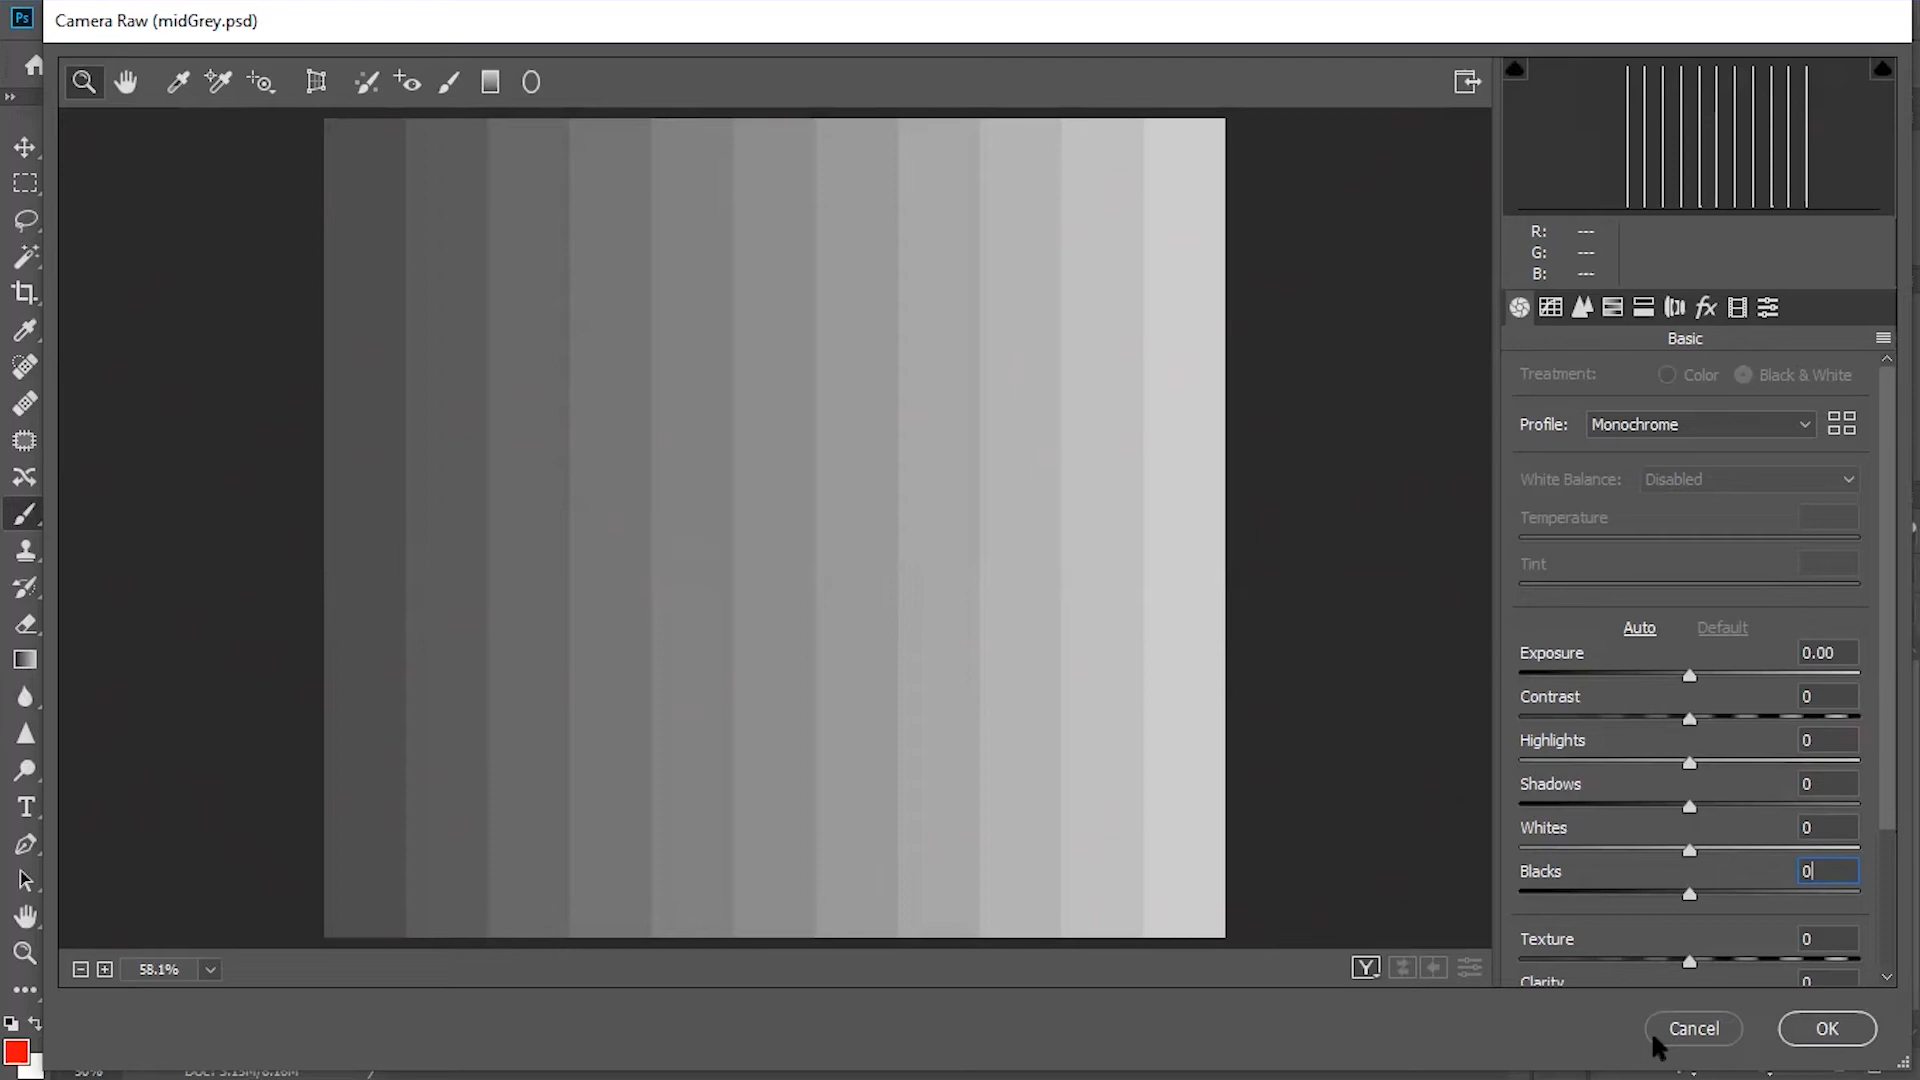 Ps
Camera Raw (midGrey.psd)
R: ---
G: ---
B: ---
fx
Basic
Treatment: Color Black & White
Profile: Monochrome
White Balance: Disabled
Temperature
Tint
Auto Default
Exposure 0.00
Contrast 0
Highlights 0
Shadows 0
Whites 0
Blacks 0
Texture 0
Clarity 0
T
58.1%
Y
Cancel OK
50%